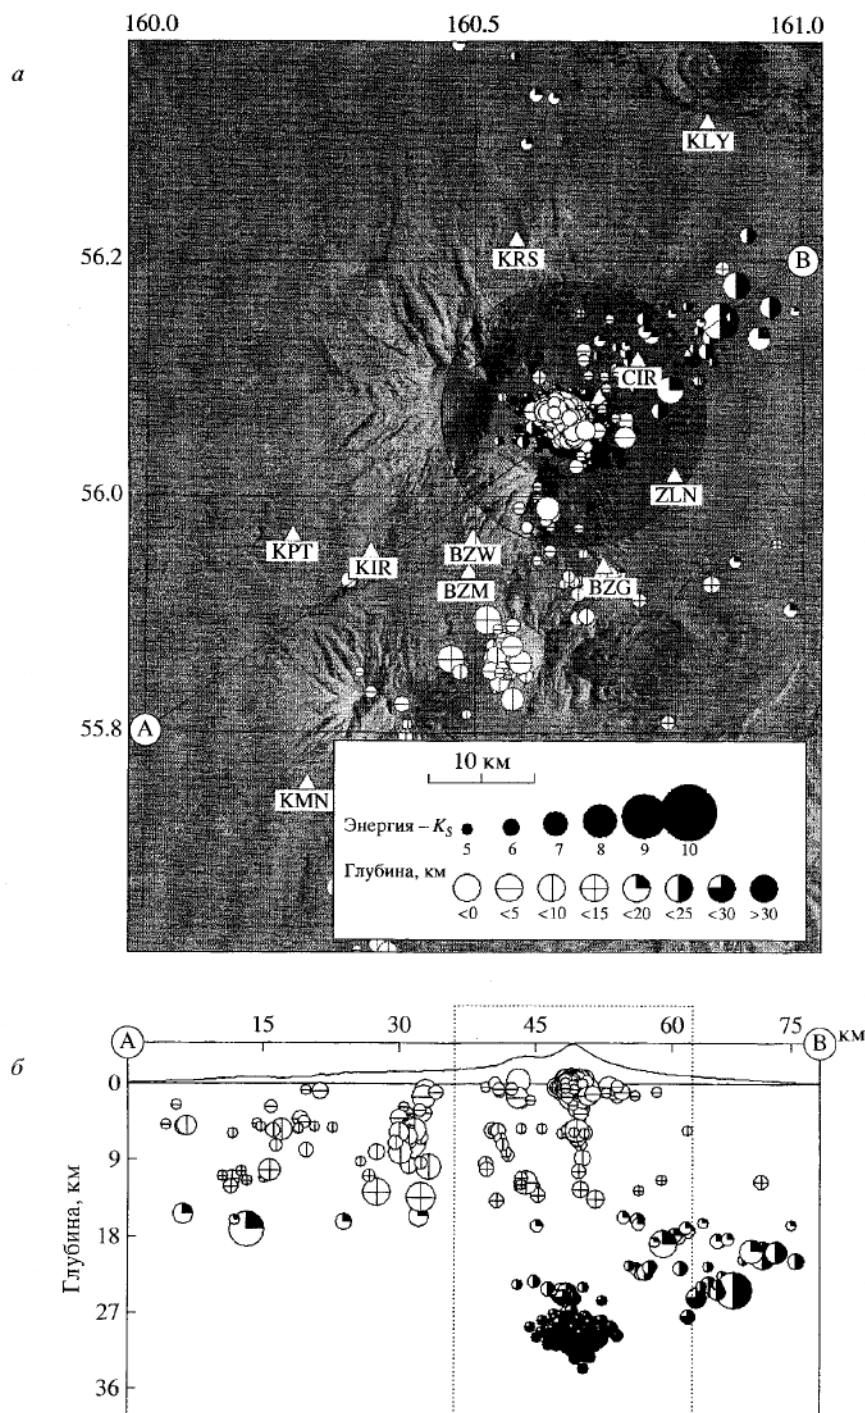 160.0 160.5 161.0
а
KLY
56.2
KRS
B
CIR
56.0
ZLN
KPT
KIR
BZW
BZM
BZG
55.8
A
KMN
10 км
Энергия – K_S
5 6 7 8 9 10
Глубина, км
<0 <5 <10 <15 <20 <25 <30 >30
б
A 15 30 45 60 75 B км
0
9
18
27
36
Глубина, км